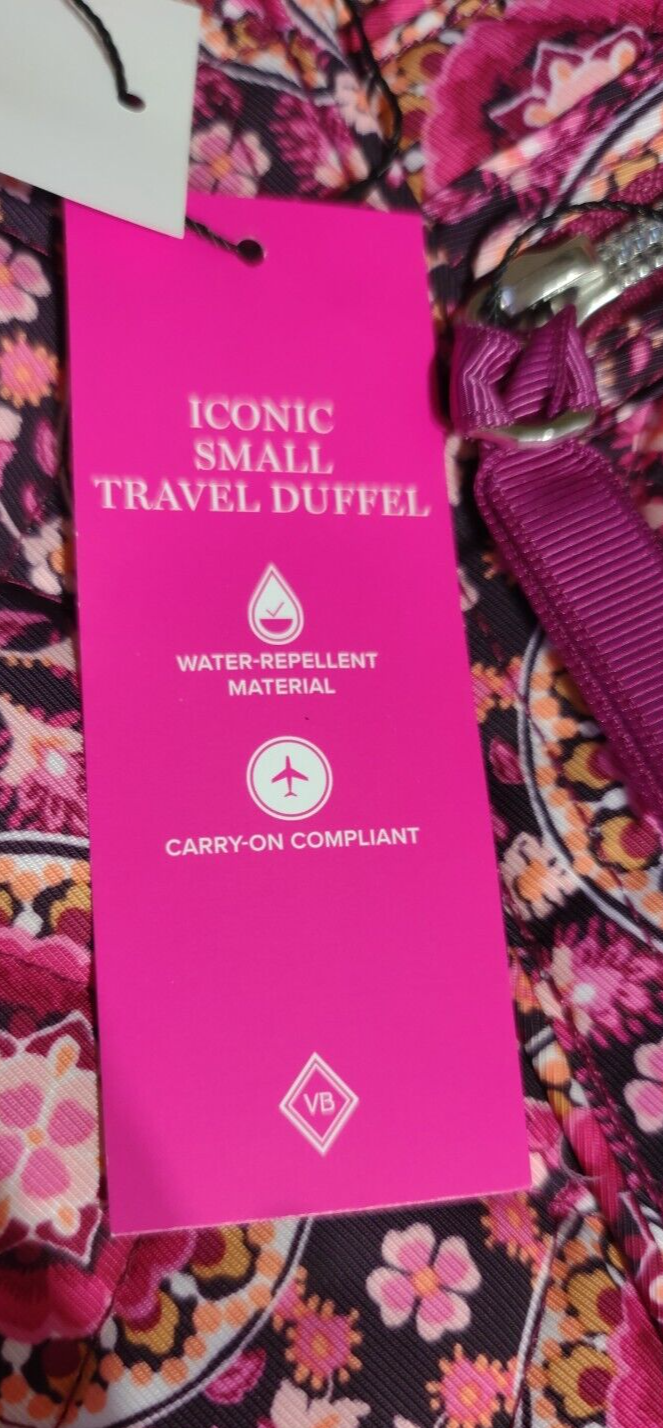 ICONIC
SMALL
TRAVEL DUFFEL
WATER-REPELLENT
MATERIAL
CARRY-ON COMPLIANT
VB